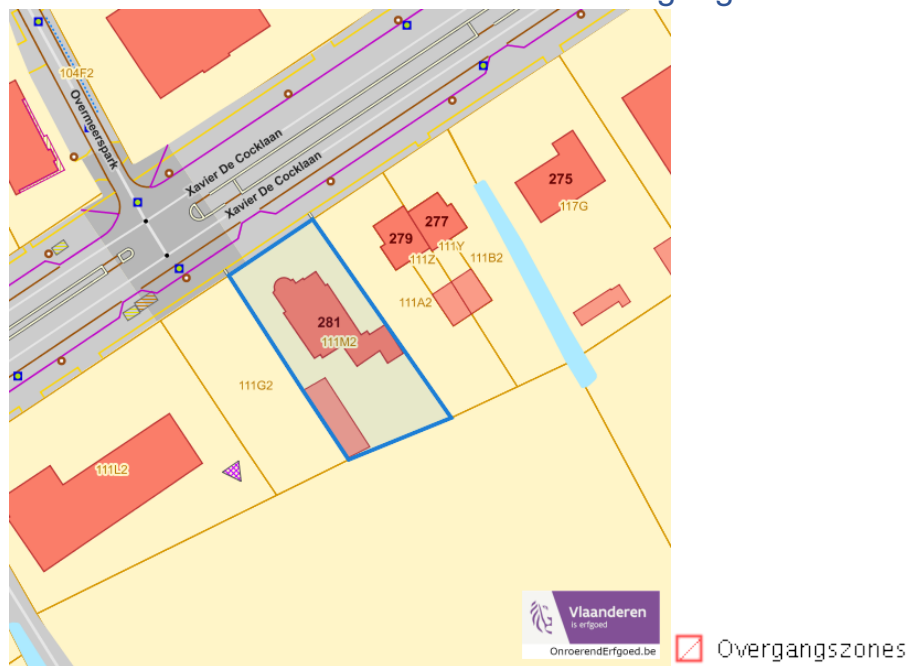 104F2
Overmeerspark
Xavier De Cocklaan
Xavier De Cocklaan
275
117G
277
279
111Y
111Z
111B2
111A2
281
111M2
111G2
111L2
Vlaanderen
is erfgoed
OnroerendErfgoed.be
Overgangszones